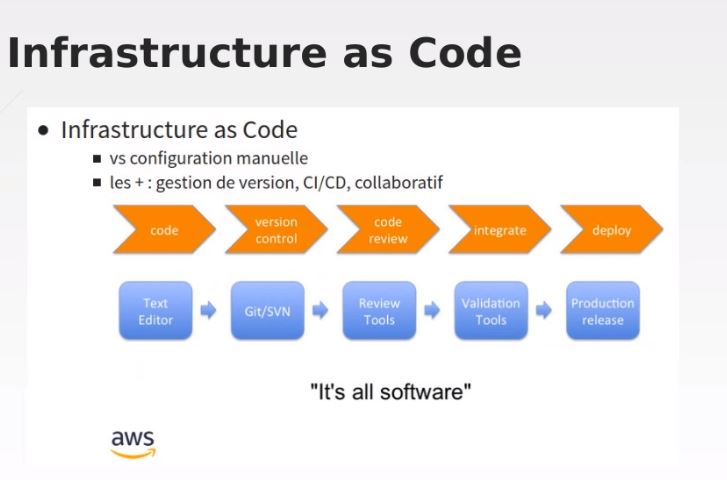 Infrastructure as Code
• Infrastructure as Code
▪ vs configuration manuelle
▪ les + : gestion de version, CI/CD, collaboratif
code
version
control
code
review
integrate
deploy
Text
Editor
Git/SVN
Review
Tools
Validation
Tools
Production
release
"It's all software"
aws